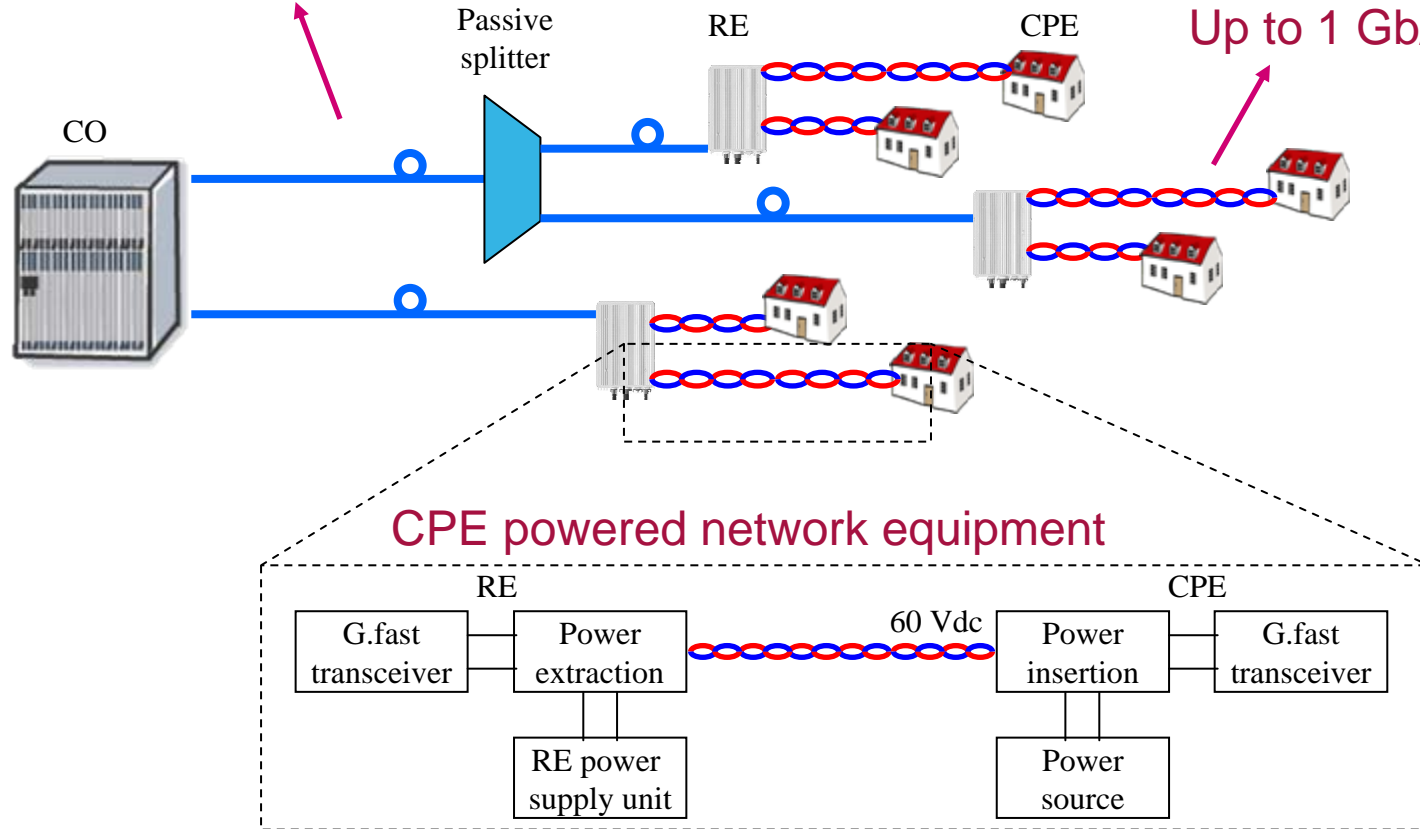 Passive
splitter
RE
CPE
Up to 1 Gb
CO
CPE powered network equipment
RE
CPE
G.fast
transceiver
Power
extraction
60 Vdc
Power
insertion
G.fast
transceiver
RE power
supply unit
Power
source